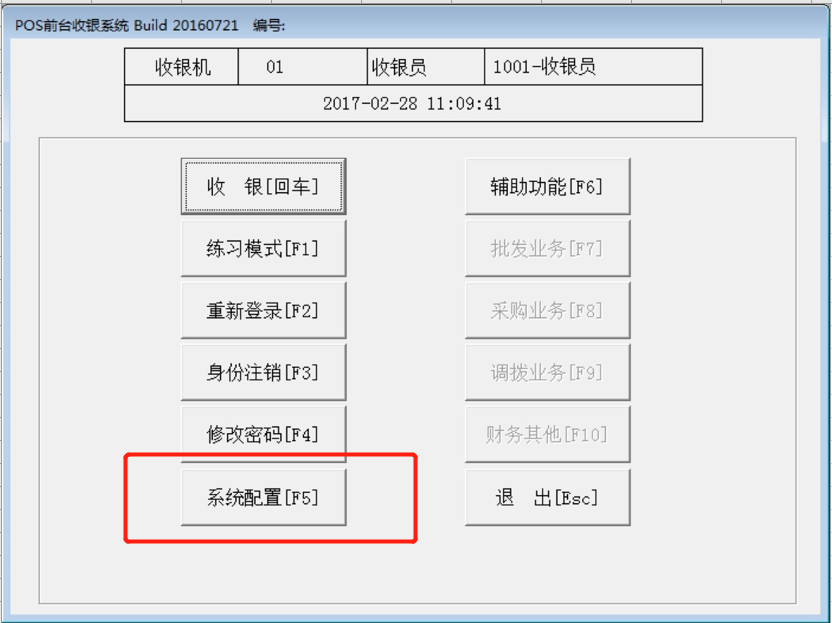 POS前台收银系统 Build 20160721 编号:
收银机 01 收银员 1001-收银员
2017-02-28 11:09:41
收 银[回车]
练习模式[F1]
重新登录[F2]
身份注销[F3]
修改密码[F4]
系统配置[F5]
辅助功能[F6]
批发业务[F7]
采购业务[F8]
调拨业务[F9]
财务其他[F10]
退 出[Esc]